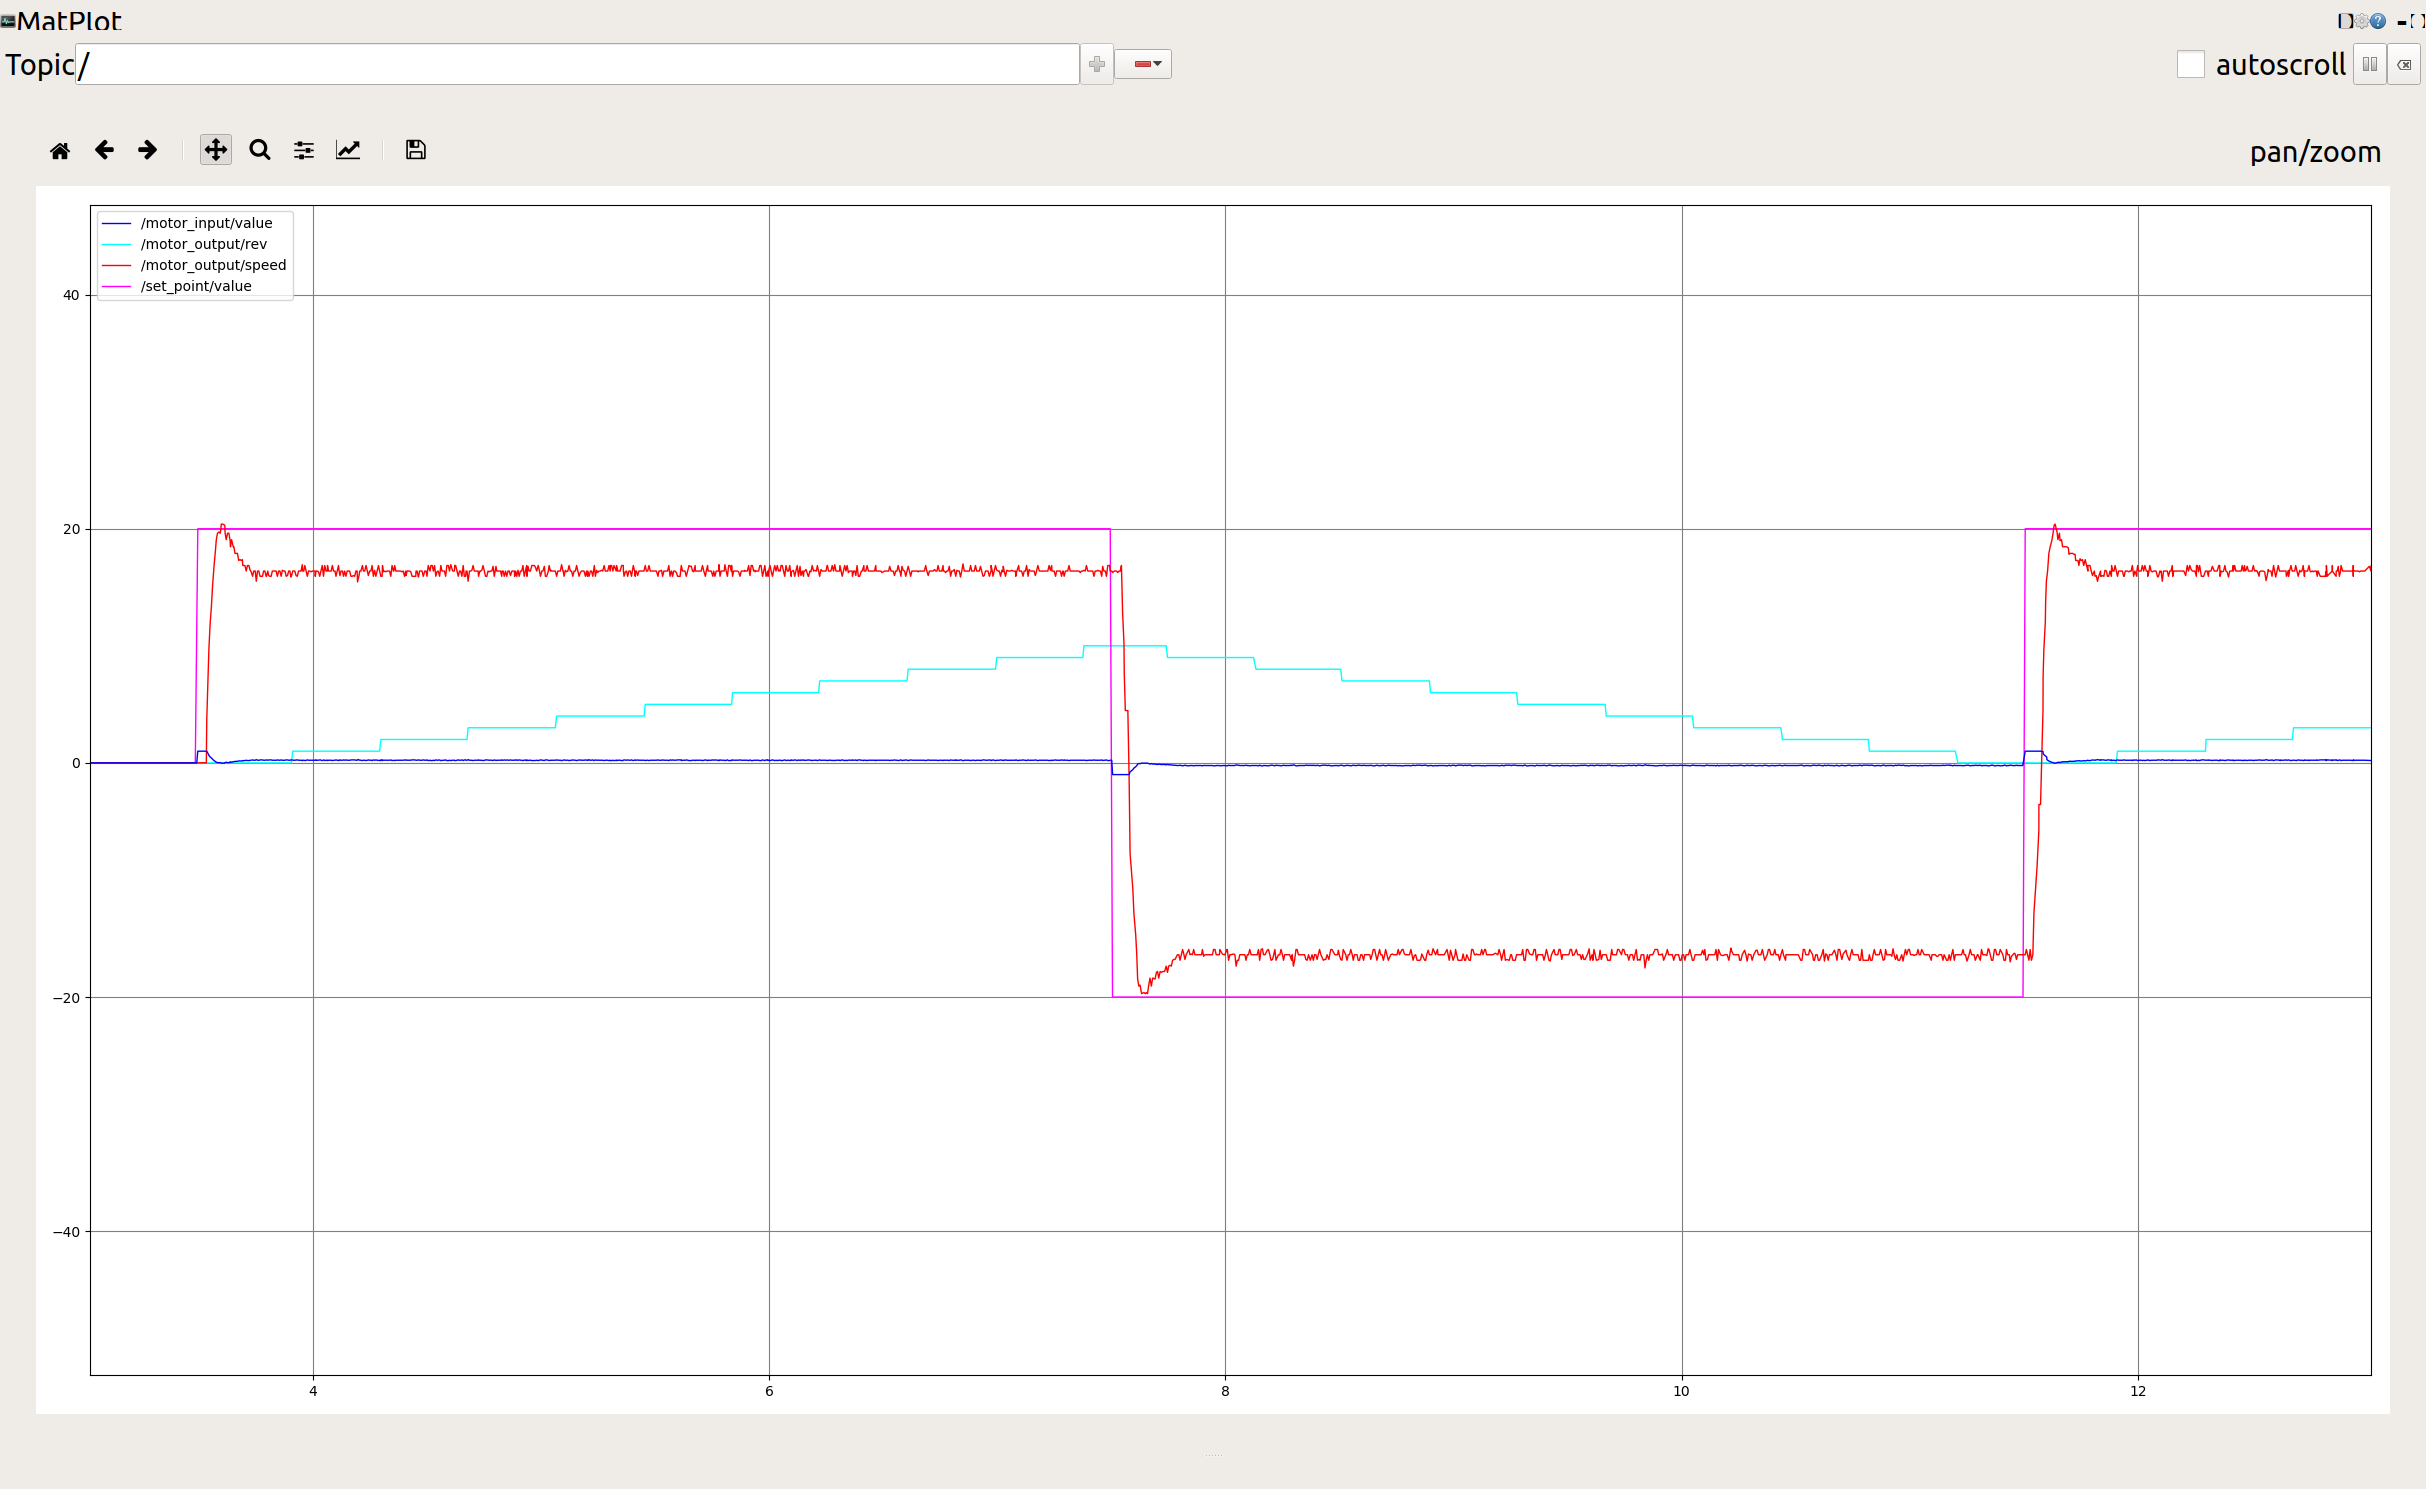 MatPlot
Topic / autoscroll
pan/zoom
/motor_input/value
/motor_output/rev
/motor_output/speed
/set_point/value
40
20
0
−20
−40
4 6 8 10 12